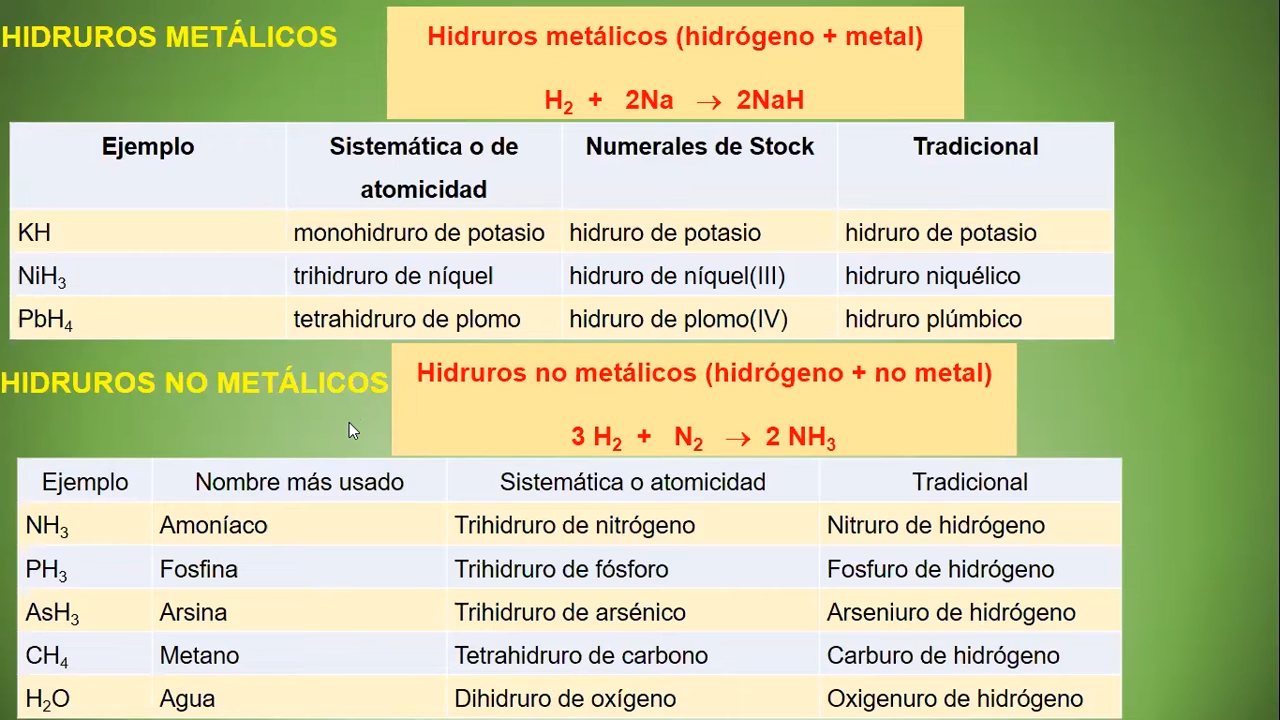 HIDRUROS METÁLICOS
Hidruros metálicos (hidrógeno + metal)
H₂ + 2Na → 2NaH
Ejemplo Sistemática o de atomicidad Numerales de Stock Tradicional
KH monohidruro de potasio hidruro de potasio hidruro de potasio
NiH₃ trihidruro de níquel hidruro de níquel(III) hidruro niquélico
PbH₄ tetrahidruro de plomo hidruro de plomo(IV) hidruro plúmbico
HIDRUROS NO METÁLICOS
Hidruros no metálicos (hidrógeno + no metal)
3 H₂ + N₂ → 2 NH₃
Ejemplo Nombre más usado Sistemática o atomicidad Tradicional
NH₃ Amoníaco Trihidruro de nitrógeno Nitruro de hidrógeno
PH₃ Fosfina Trihidruro de fósforo Fosfuro de hidrógeno
AsH₃ Arsina Trihidruro de arsénico Arseniuro de hidrógeno
CH₄ Metano Tetrahidruro de carbono Carburo de hidrógeno
H₂O Agua Dihidruro de oxígeno Oxigenuro de hidrógeno